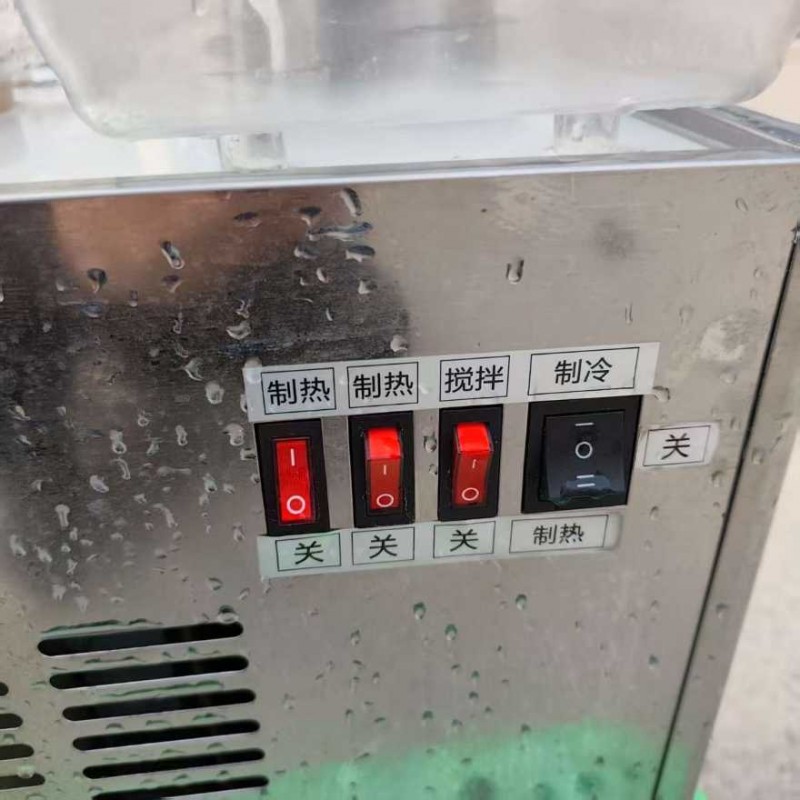 制热 制热 搅拌 制冷
关
关 关 关 制热